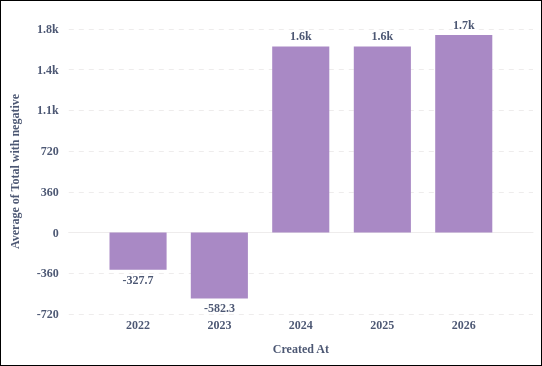 Average of Total with negative
1.8k
1.4k
1.1k
720
360
0
-360
-720
-327.7
-582.3
1.6k
1.6k
1.7k
2022 2023 2024 2025 2026
Created At